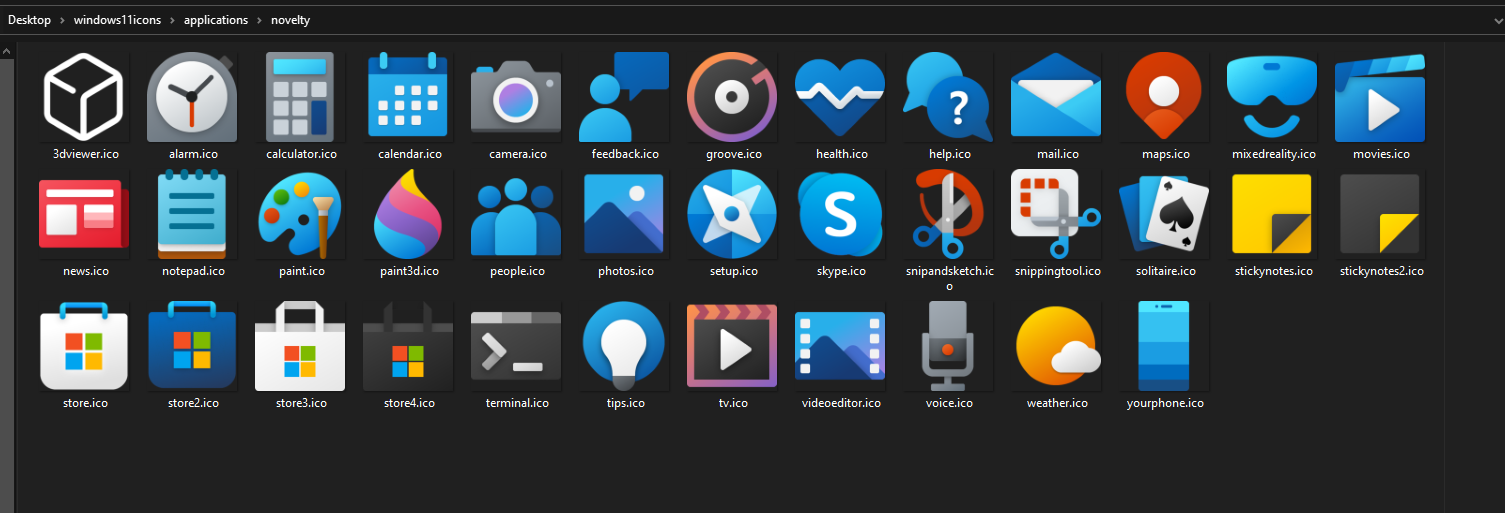 Desktop > windows11icons > applications > novelty
3dviewer.ico alarm.ico calculator.ico calendar.ico camera.ico feedback.ico groove.ico health.ico help.ico mail.ico maps.ico mixedreality.ico movies.ico
?
news.ico notepad.ico paint.ico paint3d.ico people.ico photos.ico setup.ico skype.ico snipandsketch.ic
o snippingtool.ico solitaire.ico stickynotes.ico stickynotes2.ico
S
store.ico store2.ico store3.ico store4.ico terminal.ico tips.ico tv.ico videoeditor.ico voice.ico weather.ico yourphone.ico